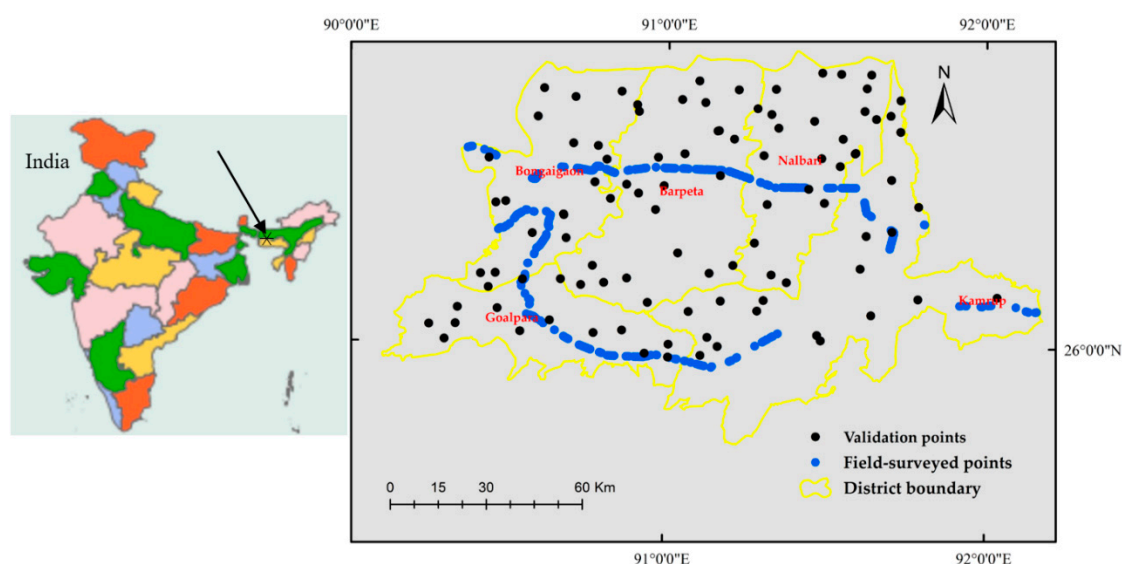 90°0'0"E
91°0'0"E
92°0'0"E
India
N
Nalbari
Bongaigaon
Barpeta
Kamrup
Goalpara
26°0'0"N
Validation points
Field-surveyed points
District boundary
0 15 30 60 Km
91°0'0"E
92°0'0"E